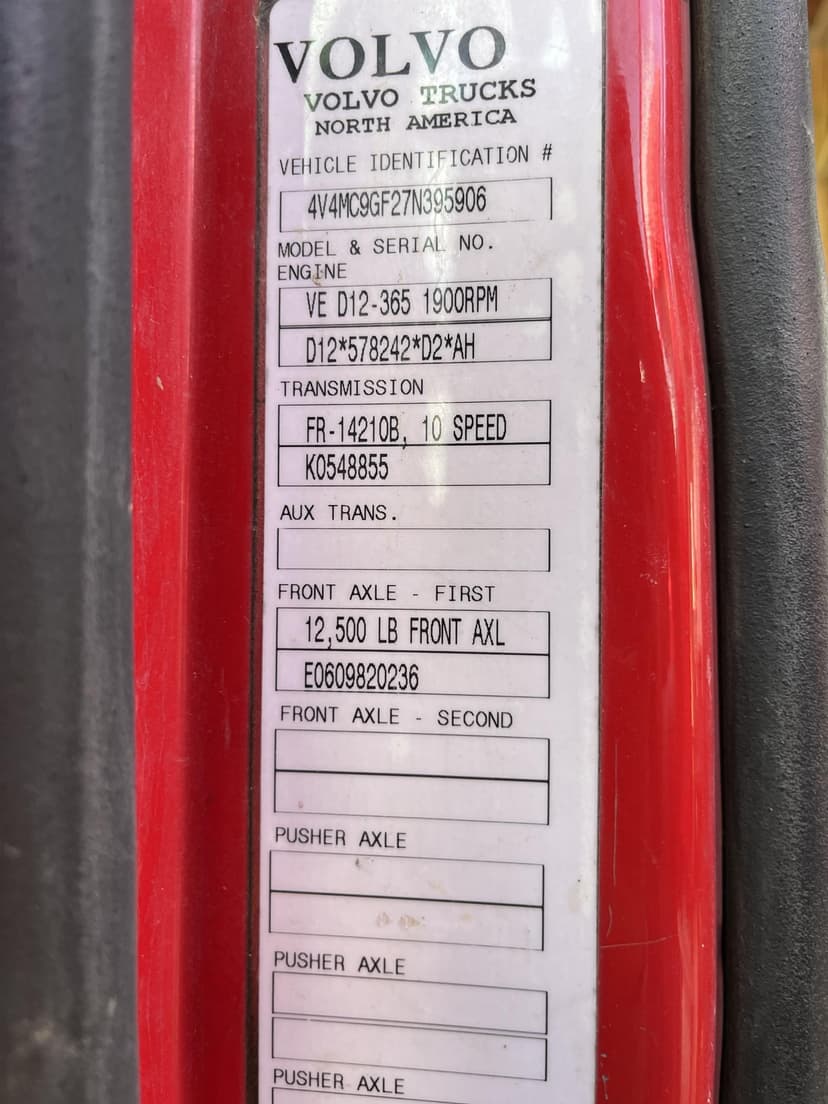 VOLVO
VOLVO TRUCKS
NORTH AMERICA
VEHICLE IDENTIFICATION #
4V4MC9GF27N395906
MODEL & SERIAL NO.
ENGINE
VE D12-365 1900RPM
D12*578242*D2*AH
TRANSMISSION
FR-14210B, 10 SPEED
K0548855
AUX TRANS.
FRONT AXLE - FIRST
12,500 LB FRONT AXL
E0609820236
FRONT AXLE - SECOND
PUSHER AXLE
PUSHER AXLE
PUSHER AXLE